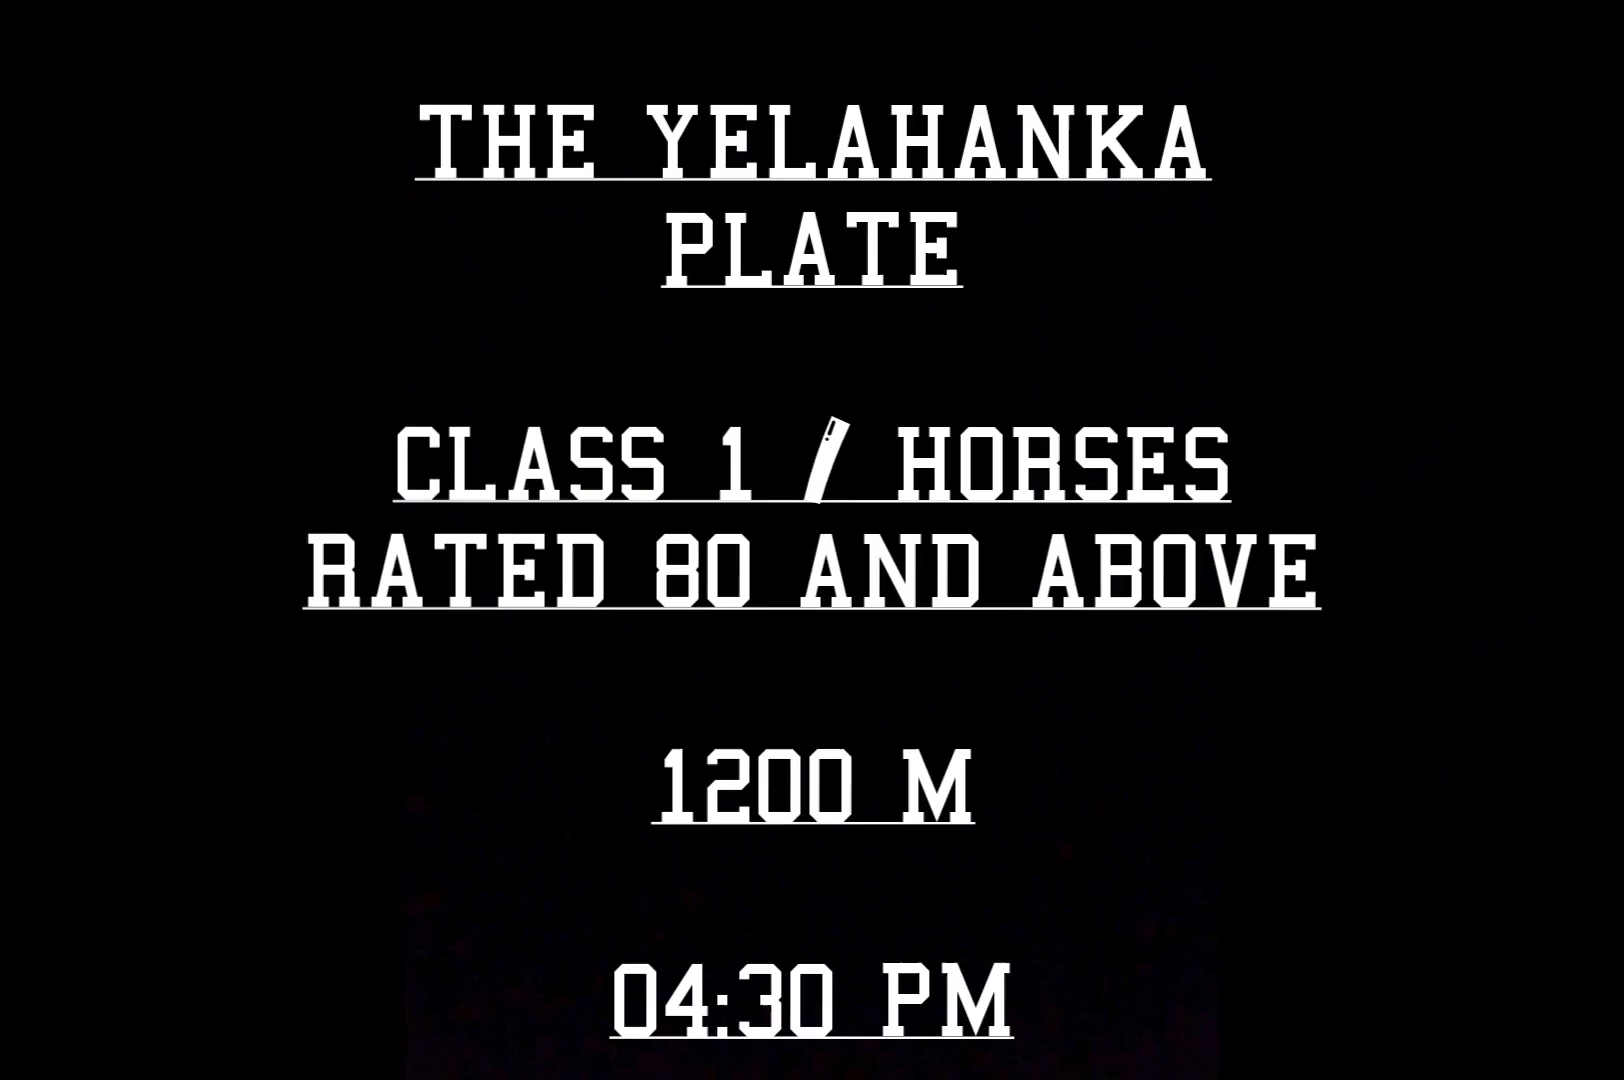 THE YELAHANKA
PLATE
CLASS 1 / HORSES
RATED 80 AND ABOVE
1200 M
04:30 PM